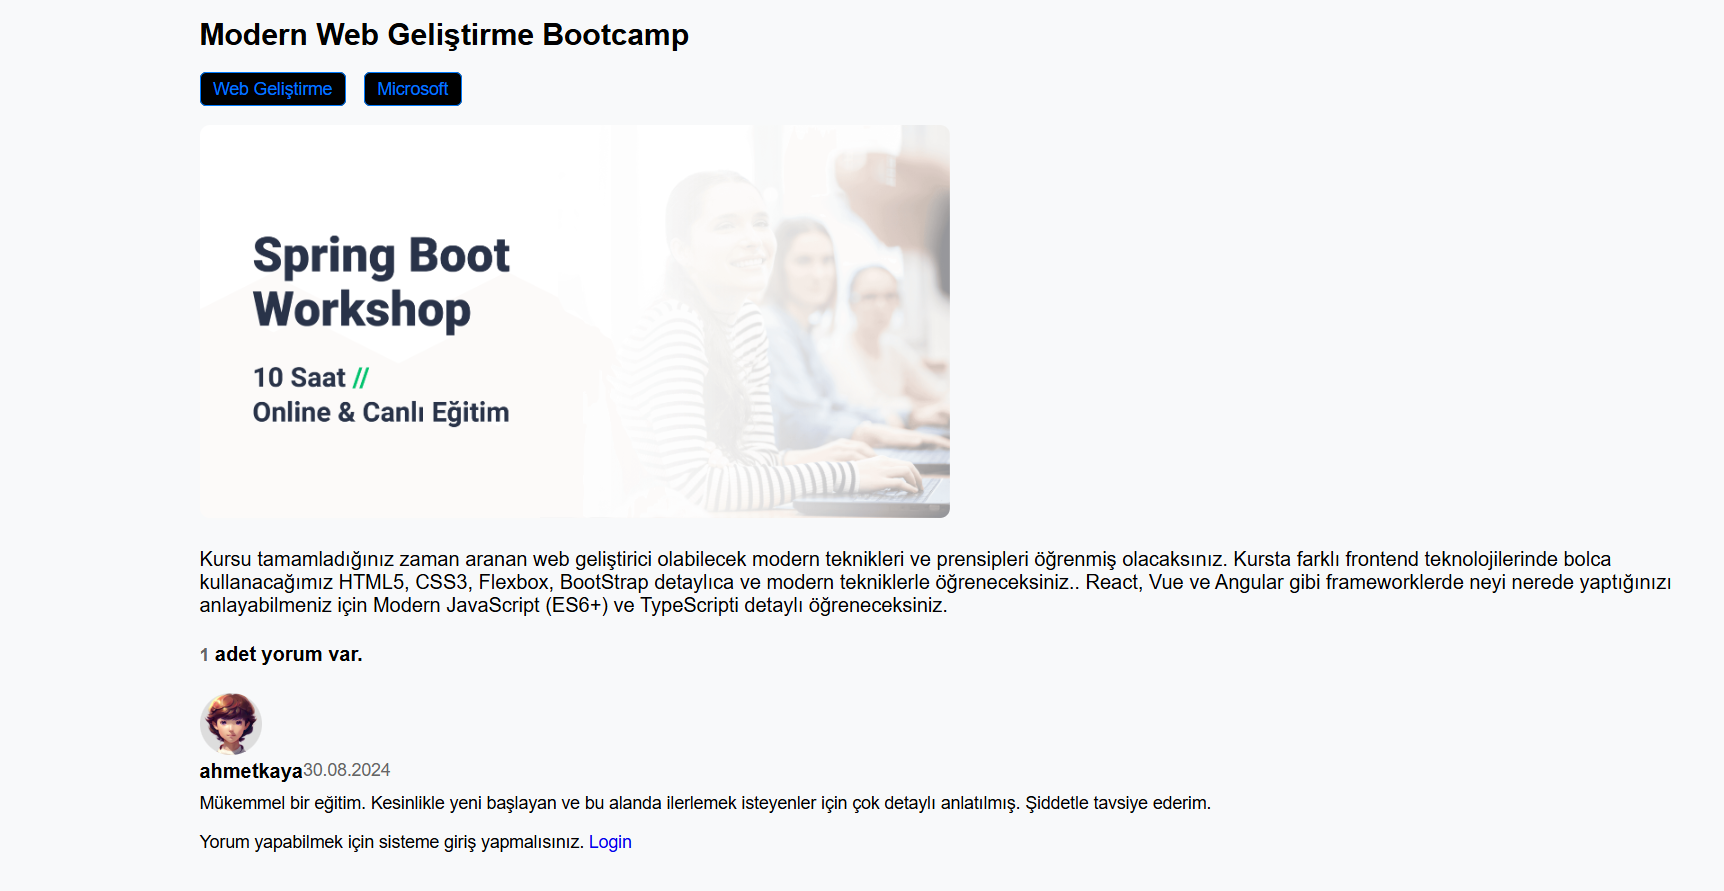 Modern Web Geliştirme Bootcamp
Web Geliştirme Microsoft
Spring Boot
Workshop
10 Saat //
Online & Canlı Eğitim
Kursu tamamladığınız zaman aranan web geliştirici olabilecek modern teknikleri ve prensipleri öğrenmiş olacaksınız. Kursta farklı frontend teknolojilerinde bolca
kullanacağımız HTML5, CSS3, Flexbox, BootStrap detaylıca ve modern tekniklerle öğreneceksiniz.. React, Vue ve Angular gibi frameworklerde neyi nerede yaptığınızı
anlayabilmeniz için Modern JavaScript (ES6+) ve TypeScripti detaylı öğreneceksiniz.
1 adet yorum var.
ahmetkaya30.08.2024
Mükemmel bir eğitim. Kesinlikle yeni başlayan ve bu alanda ilerlemek isteyenler için çok detaylı anlatılmış. Şiddetle tavsiye ederim.
Yorum yapabilmek için sisteme giriş yapmalısınız. Login